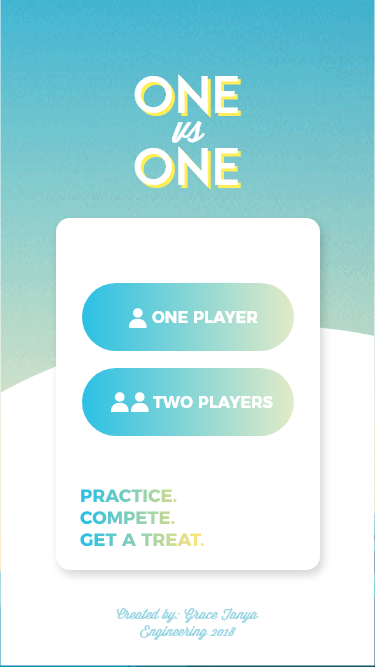 ONE
vs
ONE
ONE PLAYER
TWO PLAYERS
PRACTICE.
COMPETE.
GET A TREAT.
Created by: Grace Tanya
Engineering 2018